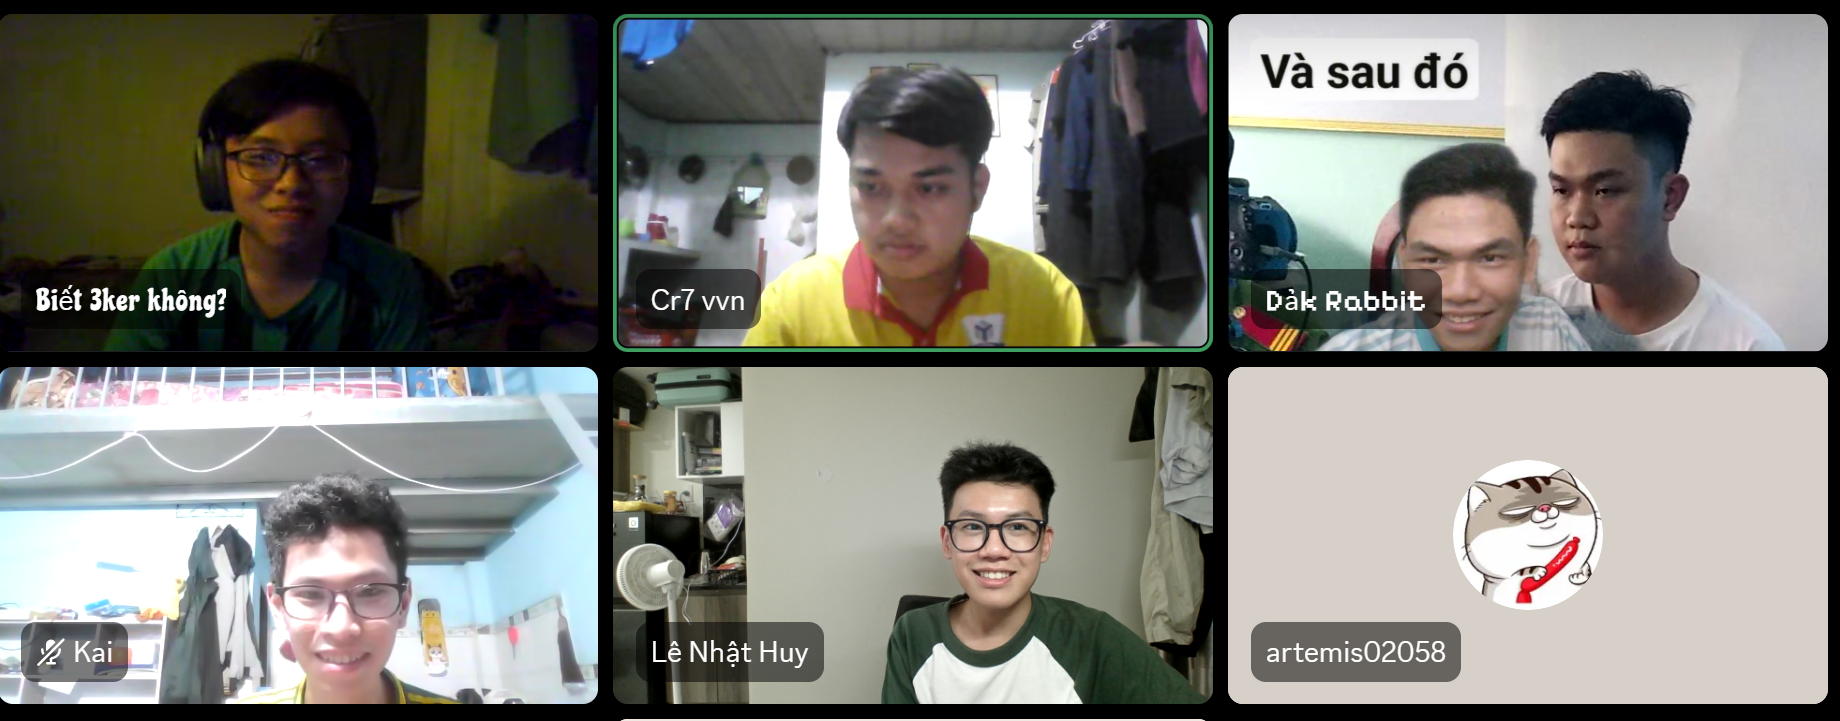 Và sau đó
Biết 3ker không?
Cr7 vvn
Dảk Rabbit
Kai
Lê Nhật Huy
artemis02058